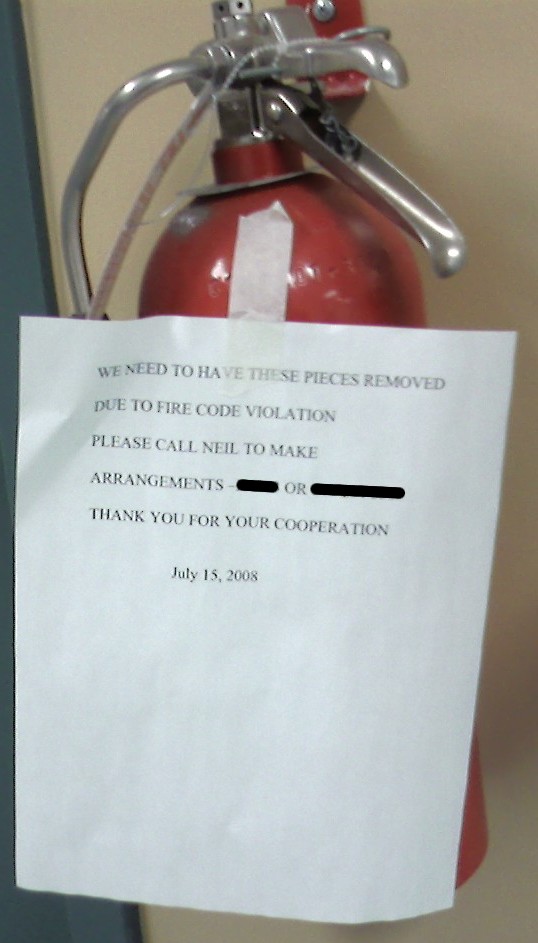 WE NEED TO HAVE THESE PIECES REMOVED
DUE TO FIRE CODE VIOLATION
PLEASE CALL NEIL TO MAKE
ARRANGEMENTS – OR
THANK YOU FOR YOUR COOPERATION
July 15, 2008